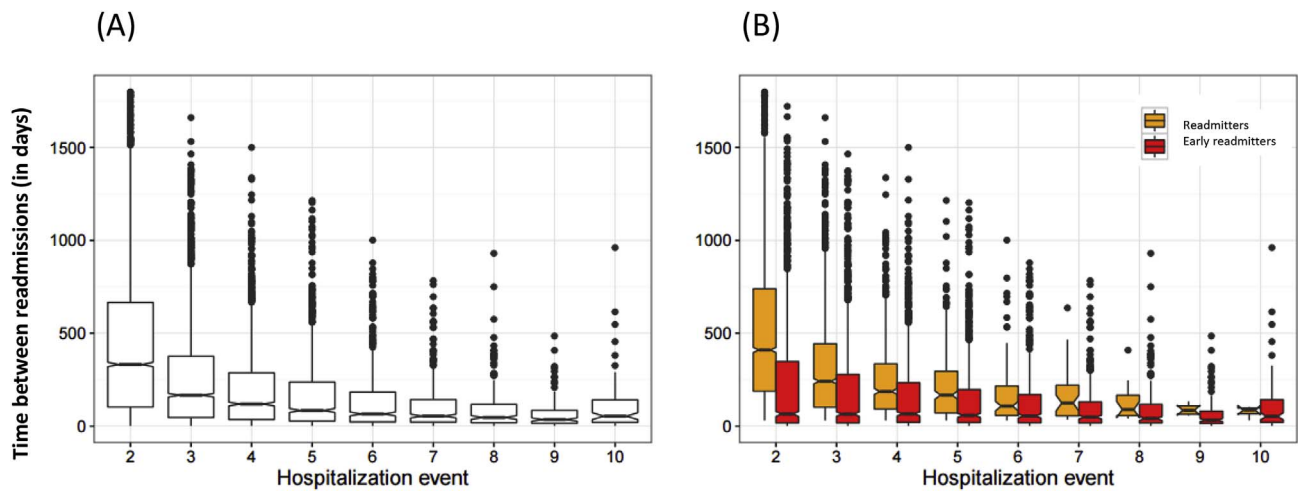 (A)
(B)
Time between readmissions (in days)
1500
1000
500
0
2 3 4 5 6 7 8 9 10
Hospitalization event
1500
1000
500
0
Readmitters
Early readmitters
2 3 4 5 6 7 8 9 10
Hospitalization event